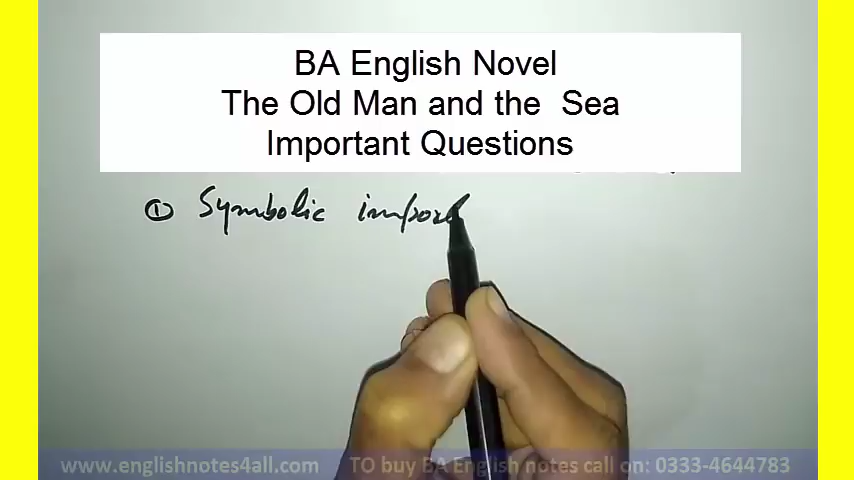 BA English Novel
The Old Man and the Sea
Important Questions
① Symbolic impor
www.englishnotes4all.com TO buy BA English notes call on: 0333-4644783